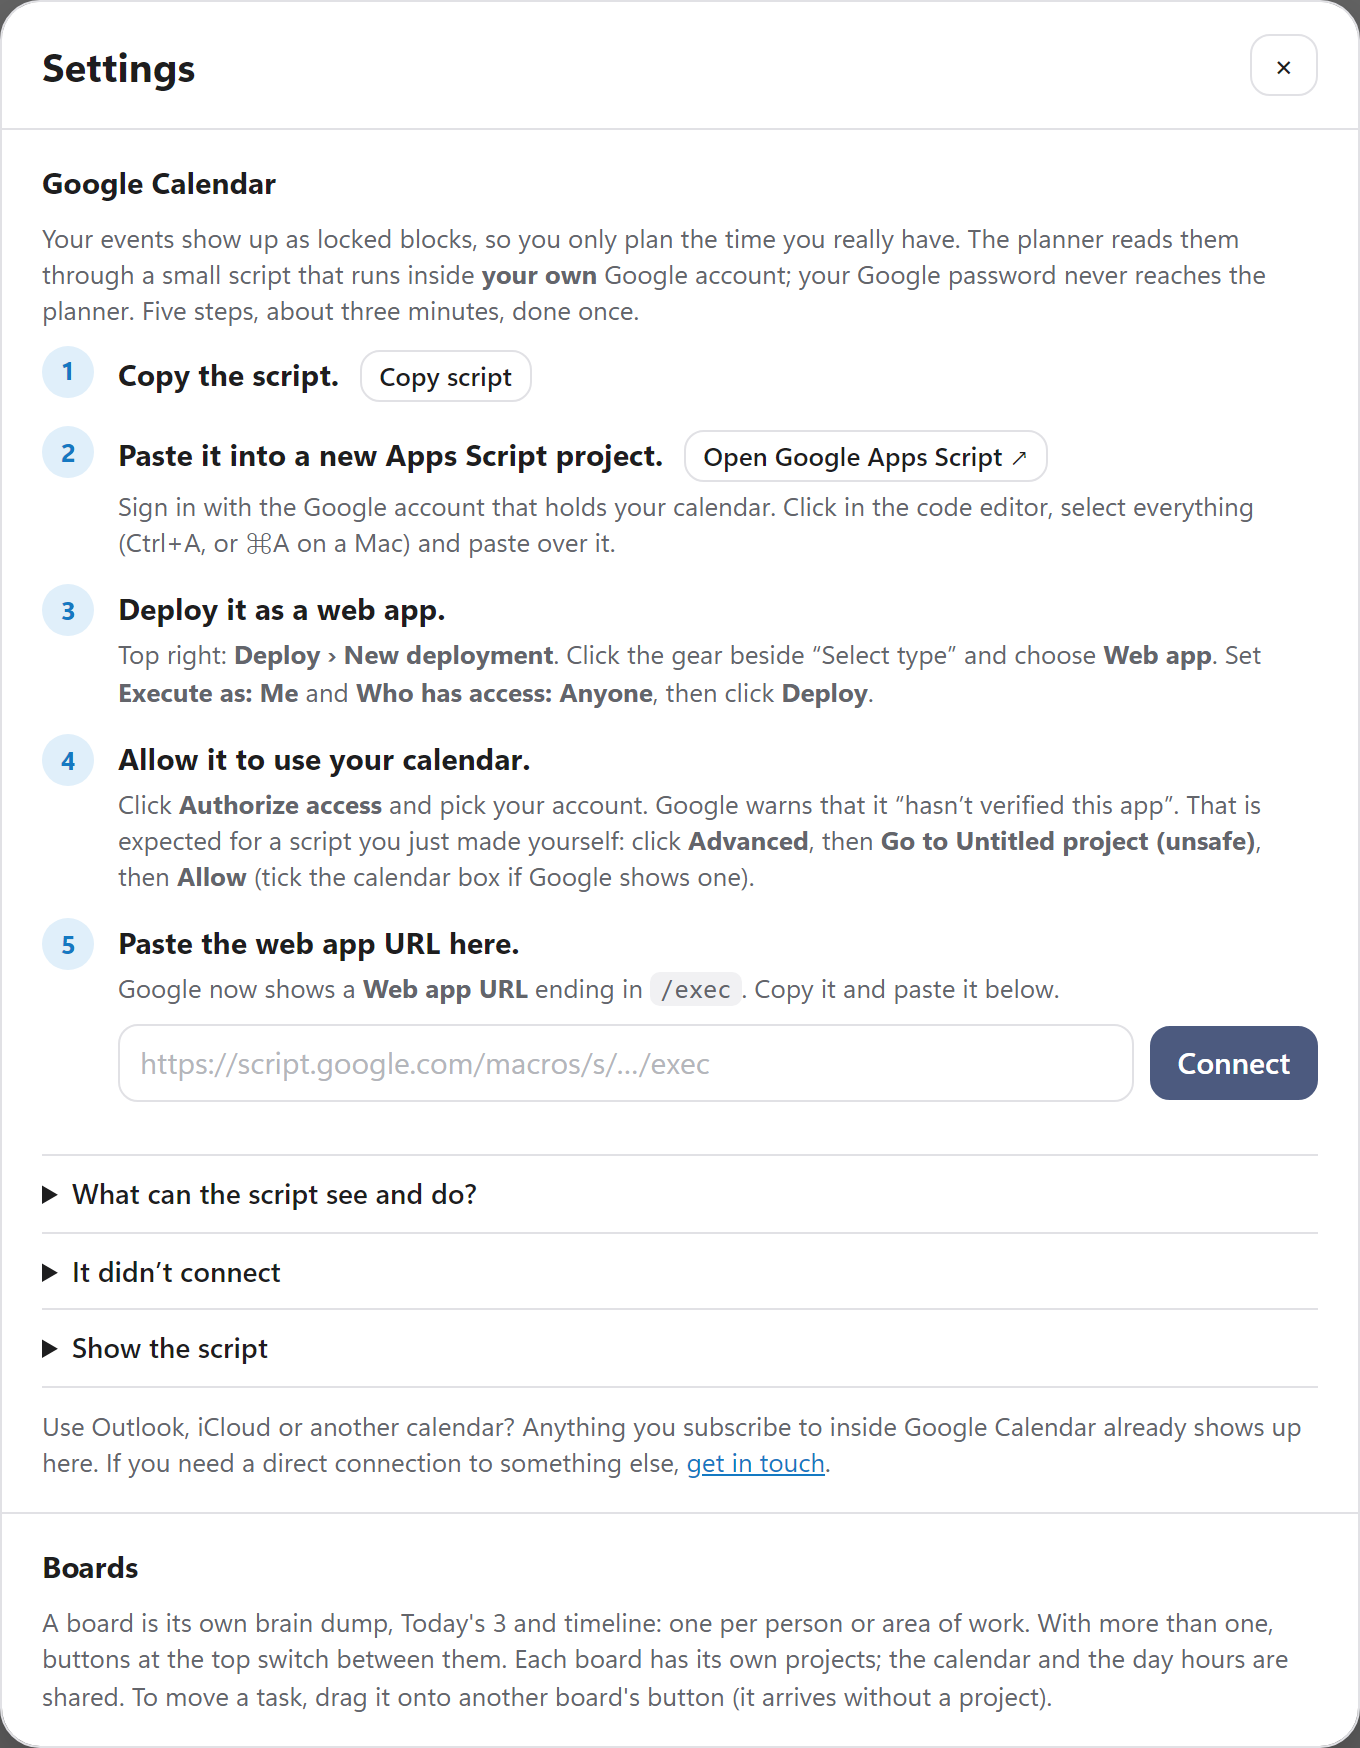 Settings
×
Google Calendar
Your events show up as locked blocks, so you only plan the time you really have. The planner reads them
through a small script that runs inside your own Google account; your Google password never reaches the
planner. Five steps, about three minutes, done once.
1 Copy the script. Copy script
2 Paste it into a new Apps Script project. Open Google Apps Script ↗
Sign in with the Google account that holds your calendar. Click in the code editor, select everything
(Ctrl+A, or ⌘A on a Mac) and paste over it.
3 Deploy it as a web app.
Top right: Deploy › New deployment. Click the gear beside “Select type” and choose Web app. Set
Execute as: Me and Who has access: Anyone, then click Deploy.
4 Allow it to use your calendar.
Click Authorize access and pick your account. Google warns that it “hasn’t verified this app”. That is
expected for a script you just made yourself: click Advanced, then Go to Untitled project (unsafe),
then Allow (tick the calendar box if Google shows one).
5 Paste the web app URL here.
Google now shows a Web app URL ending in /exec. Copy it and paste it below.
https://script.google.com/macros/s/…/exec Connect
▶ What can the script see and do?
▶ It didn’t connect
▶ Show the script
Use Outlook, iCloud or another calendar? Anything you subscribe to inside Google Calendar already shows up
here. If you need a direct connection to something else, get in touch.
Boards
A board is its own brain dump, Today's 3 and timeline: one per person or area of work. With more than one,
buttons at the top switch between them. Each board has its own projects; the calendar and the day hours are
shared. To move a task, drag it onto another board's button (it arrives without a project).